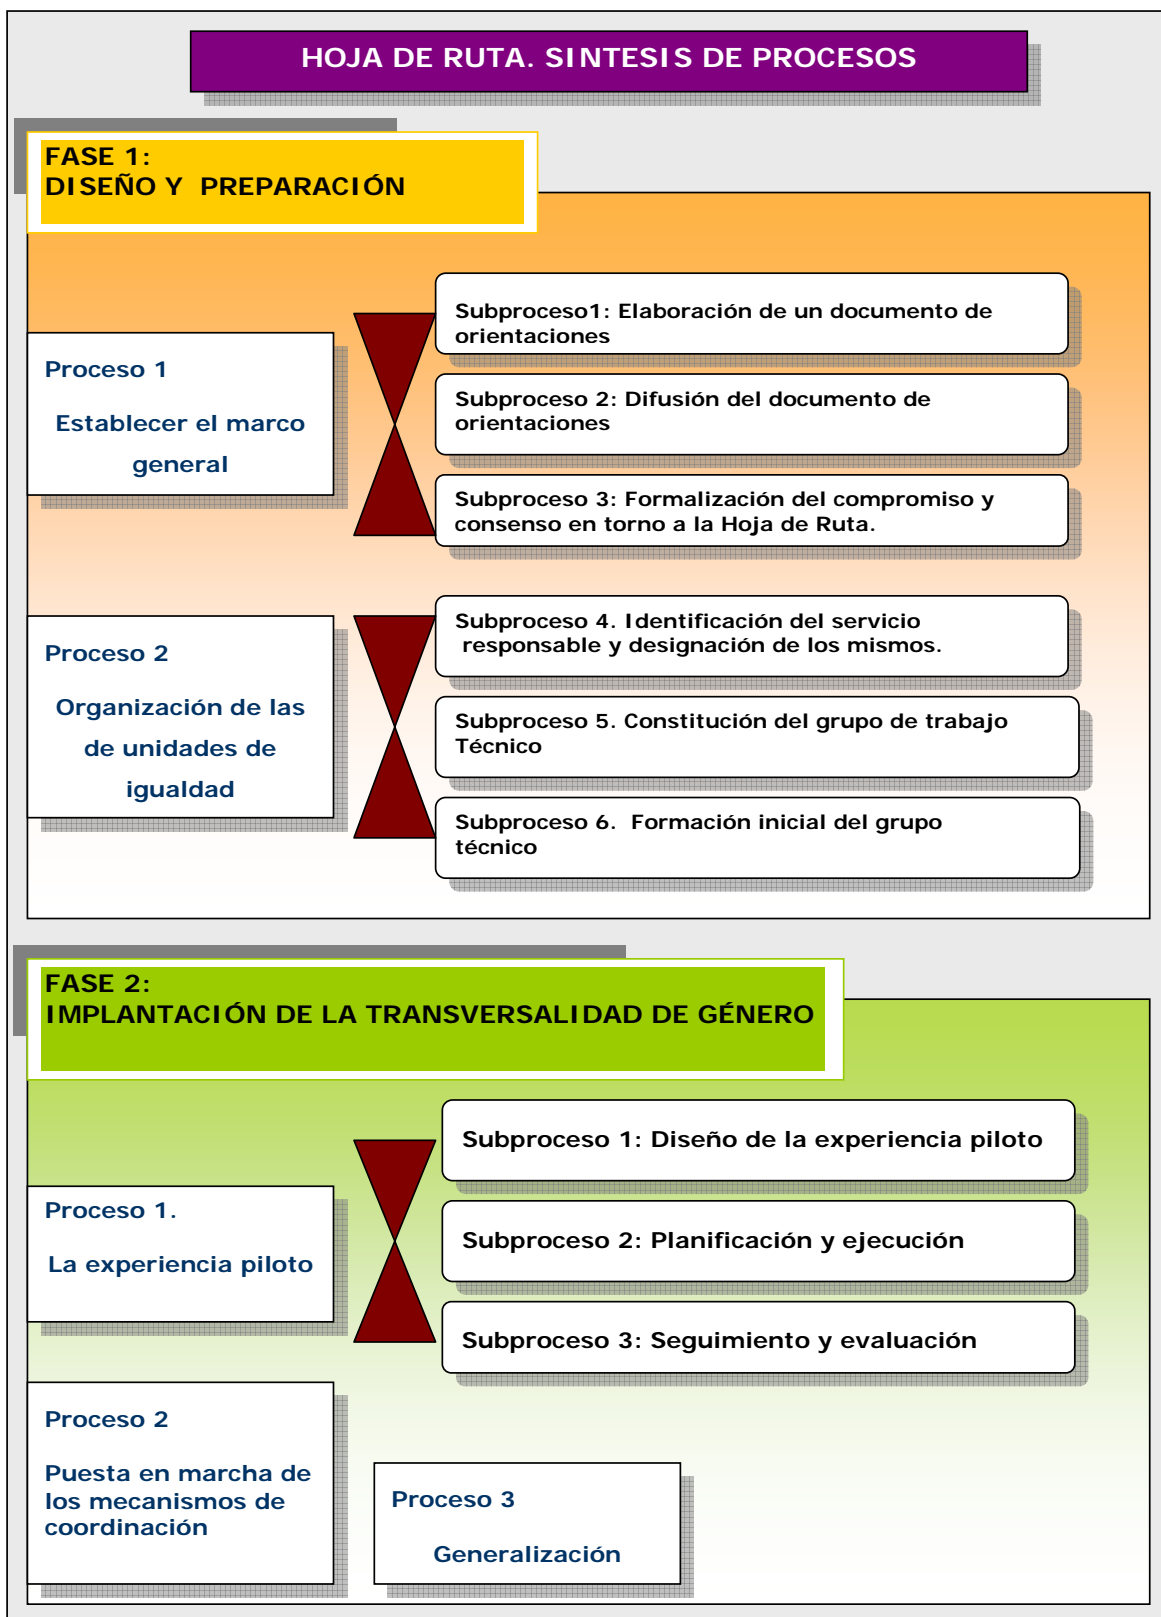 HOJA DE RUTA. SINTESIS DE PROCESOS
FASE 1:
DISEÑO Y PREPARACIÓN
Proceso 1
Establecer el marco
general
Subproceso1: Elaboración de un documento de
orientaciones
Subproceso 2: Difusión del documento de
orientaciones
Subproceso 3: Formalización del compromiso y
consenso en torno a la Hoja de Ruta.
Proceso 2
Organización de las
de unidades de
igualdad
Subproceso 4. Identificación del servicio
responsable y designación de los mismos.
Subproceso 5. Constitución del grupo de trabajo
Técnico
Subproceso 6. Formación inicial del grupo
técnico
FASE 2:
IMPLANTACIÓN DE LA TRANSVERSALIDAD DE GÉNERO
Proceso 1.
La experiencia piloto
Subproceso 1: Diseño de la experiencia piloto
Subproceso 2: Planificación y ejecución
Subproceso 3: Seguimiento y evaluación
Proceso 2
Puesta en marcha de
los mecanismos de
coordinación
Proceso 3
Generalización